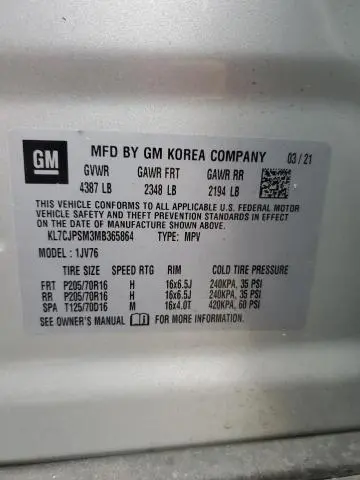 GM MFD BY GM KOREA COMPANY 03 / 21
GVWR GAWR FRT GAWR RR
4387 LB 2348 LB 2194 LB
THIS VEHICLE CONFORMS TO ALL APPLICABLE U.S. FEDERAL MOTOR
VEHICLE SAFETY AND THEFT PREVENTION STANDARDS IN EFFECT
ON THE DATE OF MANUFACTURE SHOWN ABOVE.
KL7CJPSM3MB365864 TYPE: MPV
MODEL : 1JV76
TIRE SIZE SPEED RTG RIM COLD TIRE PRESSURE
FRT P205/70R16 H 16x6.5J 240KPA, 35 PSI
RR P205/70R16 H 16x6.5J 240KPA, 35 PSI
SPA T125/70D16 M 16x4.0T 420KPA, 60 PSI
SEE OWNER'S MANUAL FOR MORE INFORMATION